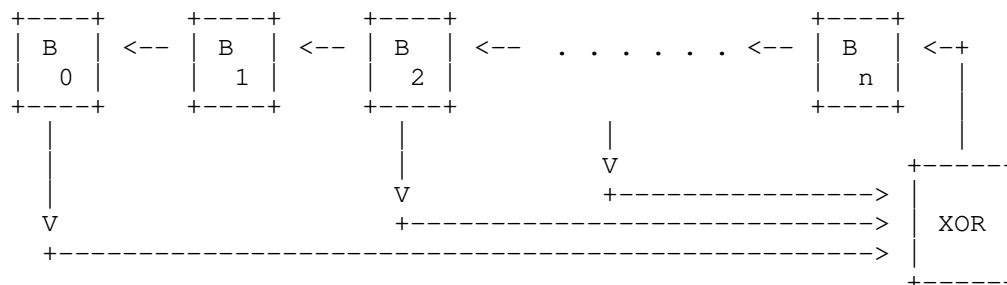 +----+     +----+     +----+                      +----+
| B  | <-- | B  | <-- | B  | <--  . . . . . . <-- | B  | <-+
|  0 |     |  1 |     |  2 |                      |  n |   |
+----+     +----+     +----+                      +----+   |
  |                     |           |                      |
  |                     |           V                   +------
  |                     V           +---------------> |
  V                     +---------------------------> | XOR
  +-------------------------------------------------> |
                                                        +------